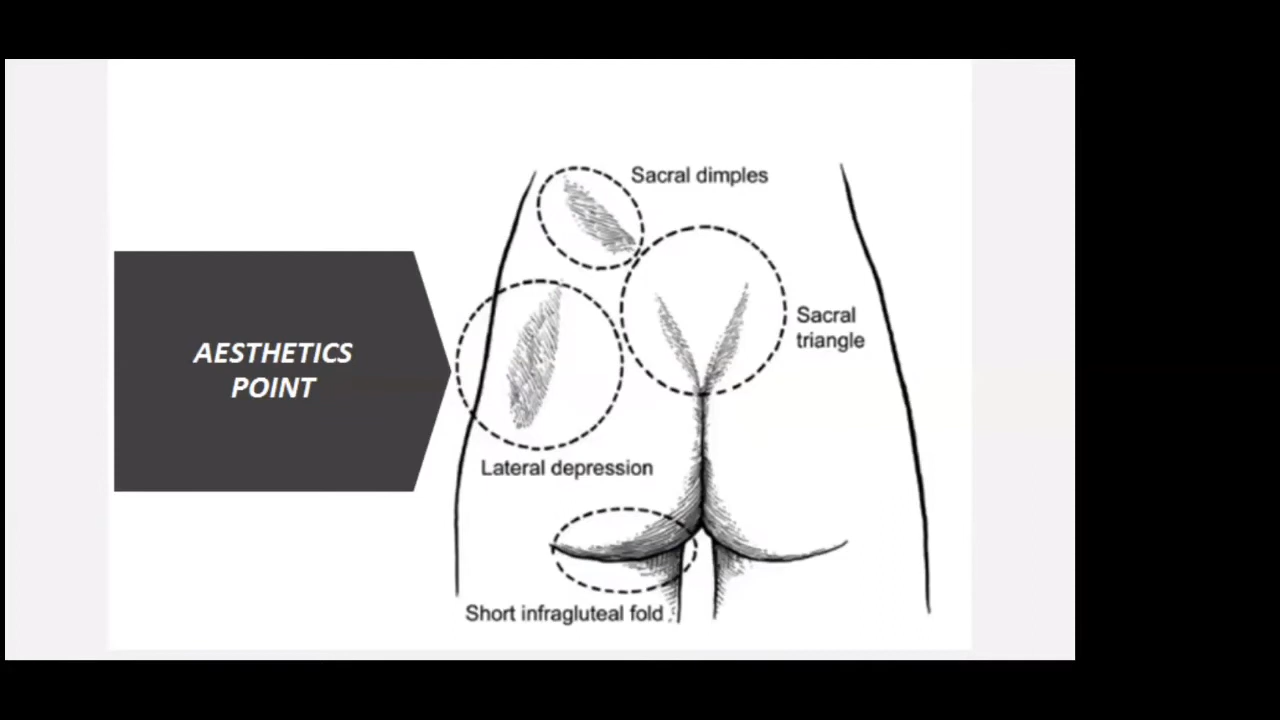 AESTHETICS
POINT
Sacral dimples
Sacral
triangle
Lateral depression
Short infragluteal fold